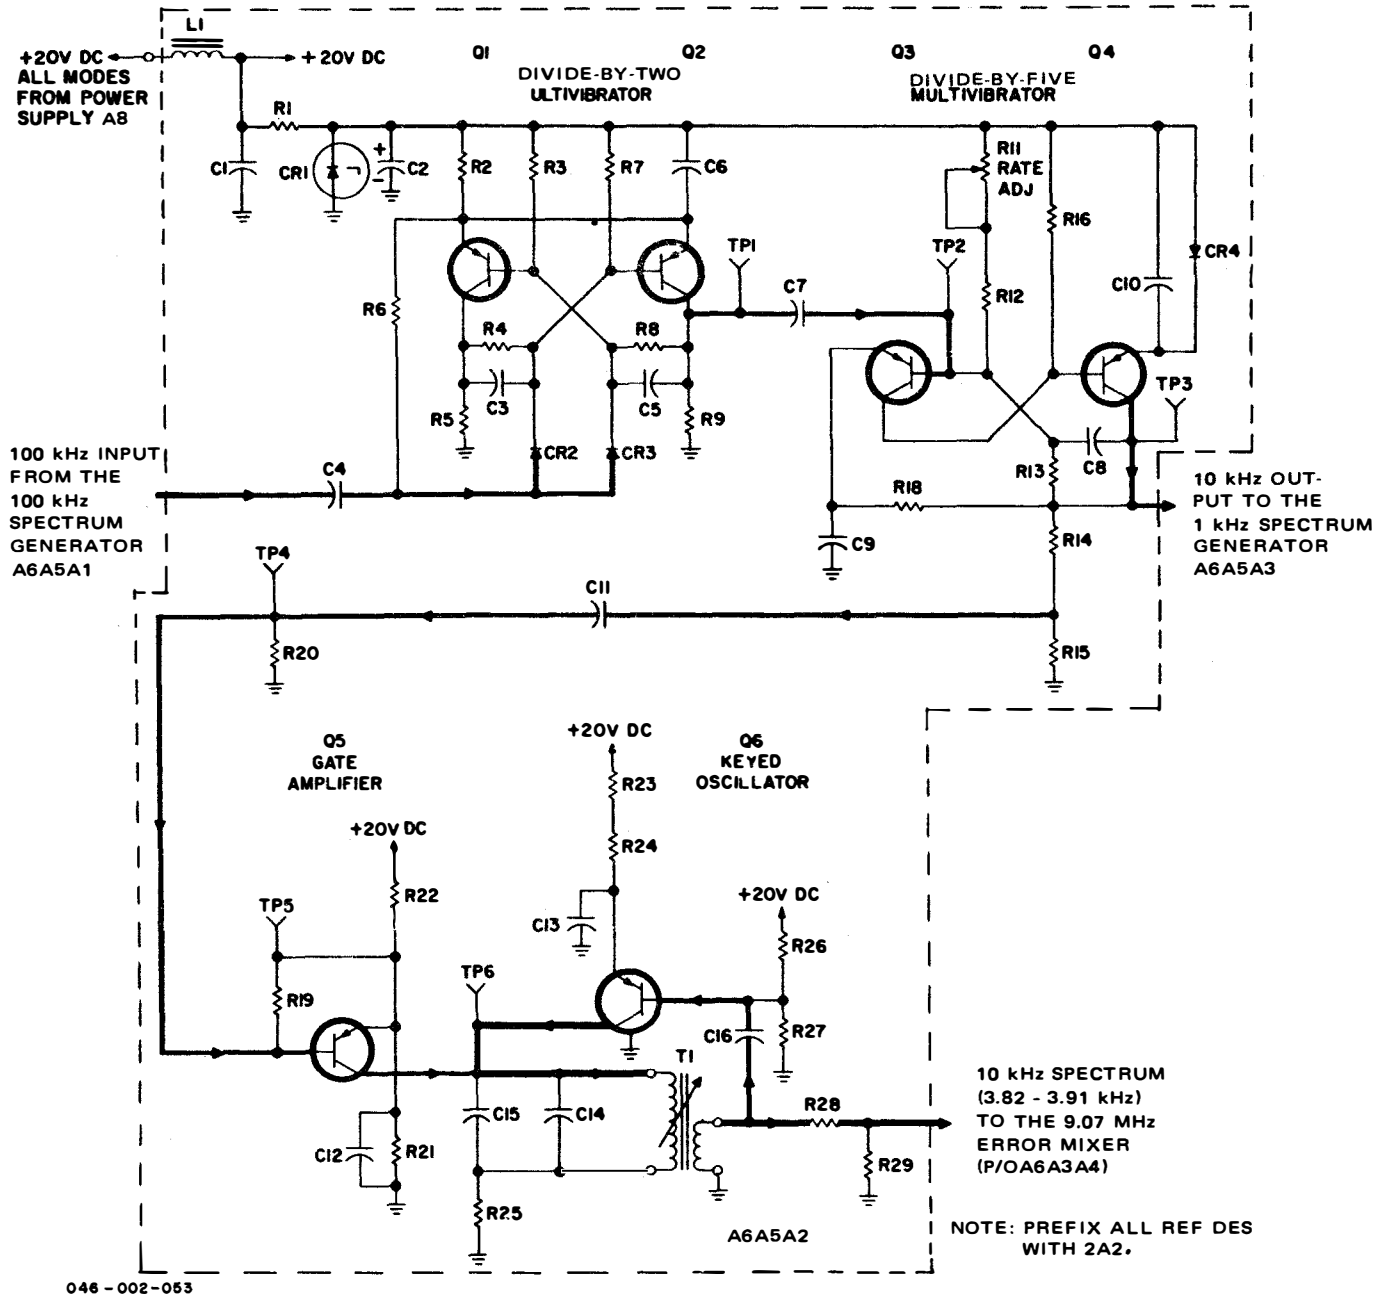 L1
+20V DC
ALL MODES
FROM POWER
SUPPLY A8
+ 20V DC
Q1
DIVIDE-BY-TWO
ULTIVIBRATOR
Q2
Q3
DIVIDE-BY-FIVE
MULTIVIBRATOR
Q4
R1
C1
CR1
+
-
C2
R2
R3
R7
C6
R11
RATE
ADJ
R16
CR4
C10
TP1
C7
TP2
R12
R6
R4
R8
C3
C5
R5
R9
CR2
CR3
TP3
C8
R13
R18
C9
R14
100 kHz INPUT
FROM THE
100 kHz
SPECTRUM
GENERATOR
A6A5A1
C4
10 kHz OUT-
PUT TO THE
1 kHz SPECTRUM
GENERATOR
A6A5A3
TP4
C11
R20
R15
Q5
GATE
AMPLIFIER
+20V DC
Q6
KEYED
OSCILLATOR
R23
R24
+20V DC
R22
TP5
C13
+20V DC
R26
R19
TP6
C16
R27
T1
C15
C14
R28
C12
R21
R29
R25
10 kHz SPECTRUM
(3.82 - 3.91 kHz)
TO THE 9.07 MHz
ERROR MIXER
(P/OA6A3A4)
A6A5A2
NOTE: PREFIX ALL REF DES
WITH 2A2.
046-002-053